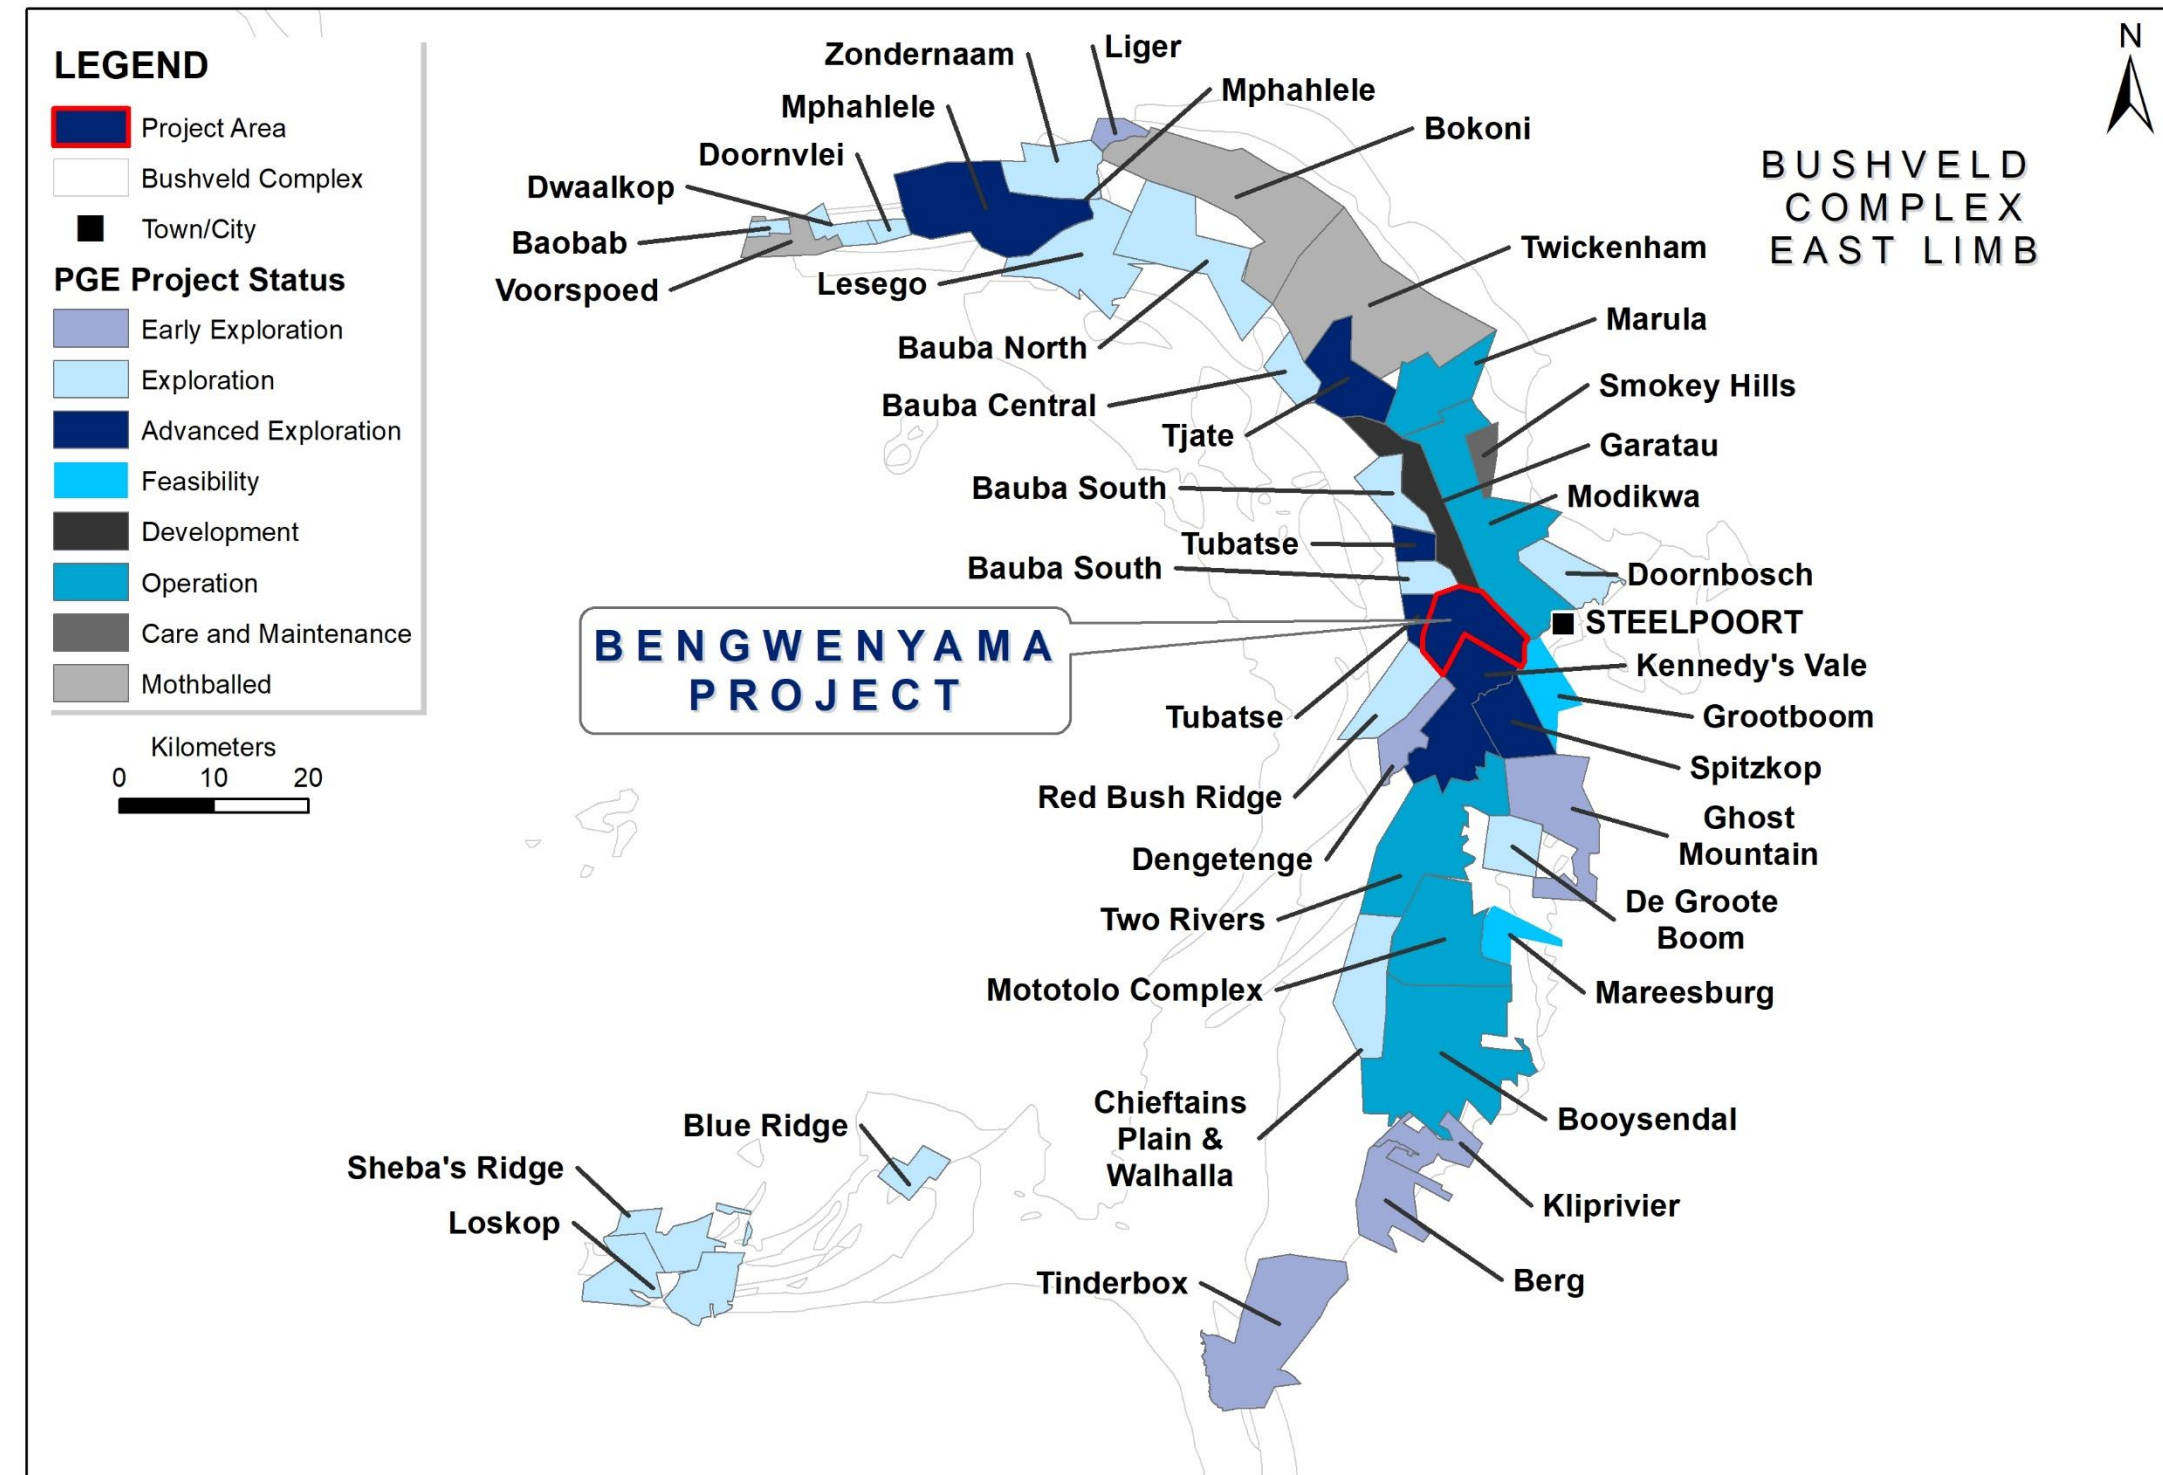 LEGEND
Project Area
Bushveld Complex
Town/City
PGE Project Status
Early Exploration
Exploration
Advanced Exploration
Feasibility
Development
Operation
Care and Maintenance
Mothballed
Kilometers
0 10 20
N
BUSHVELD
COMPLEX
EAST LIMB
Liger
Zondernaam
Mphahlele
Mphahlele
Bokoni
Doornvlei
Dwaalkop
Baobab
Voorspoed
Lesego
Twickenham
Marula
Bauba North
Smokey Hills
Bauba Central
Tjate
Garatau
Bauba South
Modikwa
Tubatse
Bauba South
Doornbosch
STEELPOORT
BENGWENYAMA
PROJECT
Kennedy's Vale
Tubatse
Grootboom
Spitzkop
Red Bush Ridge
Ghost
Mountain
Dengetenge
De Groote
Boom
Two Rivers
Mototolo Complex
Mareesburg
Chieftains
Plain &
Walhalla
Booysendal
Blue Ridge
Sheba's Ridge
Loskop
Kliprivier
Berg
Tinderbox